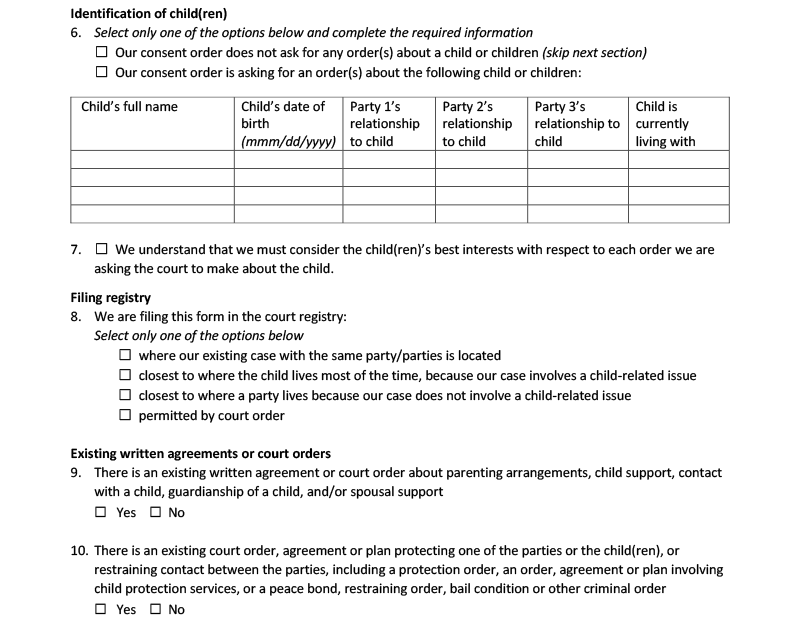 Identification of child(ren)
6. Select only one of the options below and complete the required information
☐ Our consent order does not ask for any order(s) about a child or children (skip next section)
☐ Our consent order is asking for an order(s) about the following child or children:
Child's full name
Child's date of birth (mmm/dd/yyyy)
Party 1's relationship to child
Party 2's relationship to child
Party 3's relationship to child
Child is currently living with
7. ☐ We understand that we must consider the child(ren)'s best interests with respect to each order we are
asking the court to make about the child.
Filing registry
8. We are filing this form in the court registry:
Select only one of the options below
☐ where our existing case with the same party/parties is located
☐ closest to where the child lives most of the time, because our case involves a child-related issue
☐ closest to where a party lives because our case does not involve a child-related issue
☐ permitted by court order
Existing written agreements or court orders
9. There is an existing written agreement or court order about parenting arrangements, child support, contact
with a child, guardianship of a child, and/or spousal support
☐ Yes ☐ No
10. There is an existing court order, agreement or plan protecting one of the parties or the child(ren), or
restraining contact between the parties, including a protection order, an order, agreement or plan involving
child protection services, or a peace bond, restraining order, bail condition or other criminal order
☐ Yes ☐ No